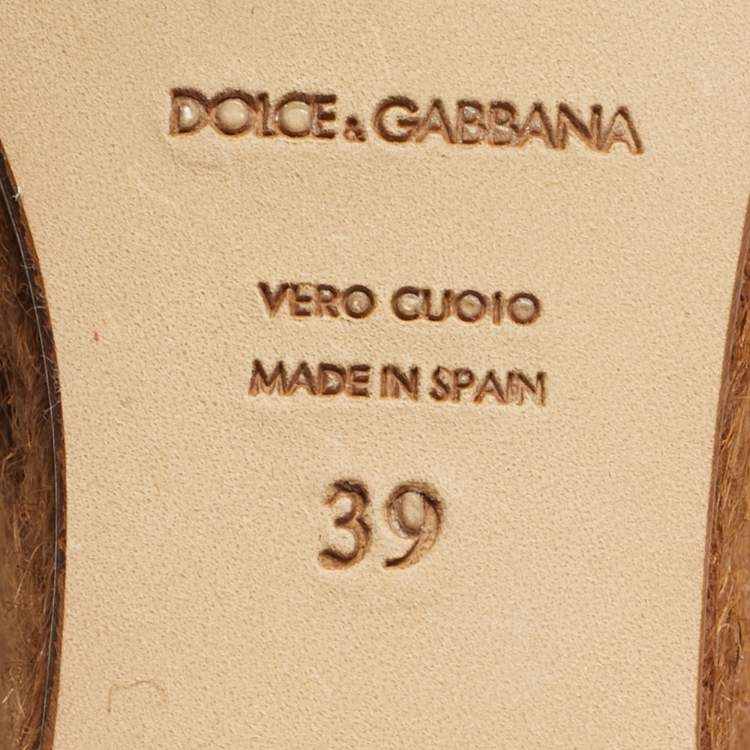 DOLCE & GABBANA
VERO CUOIO
MADE IN SPAIN
39